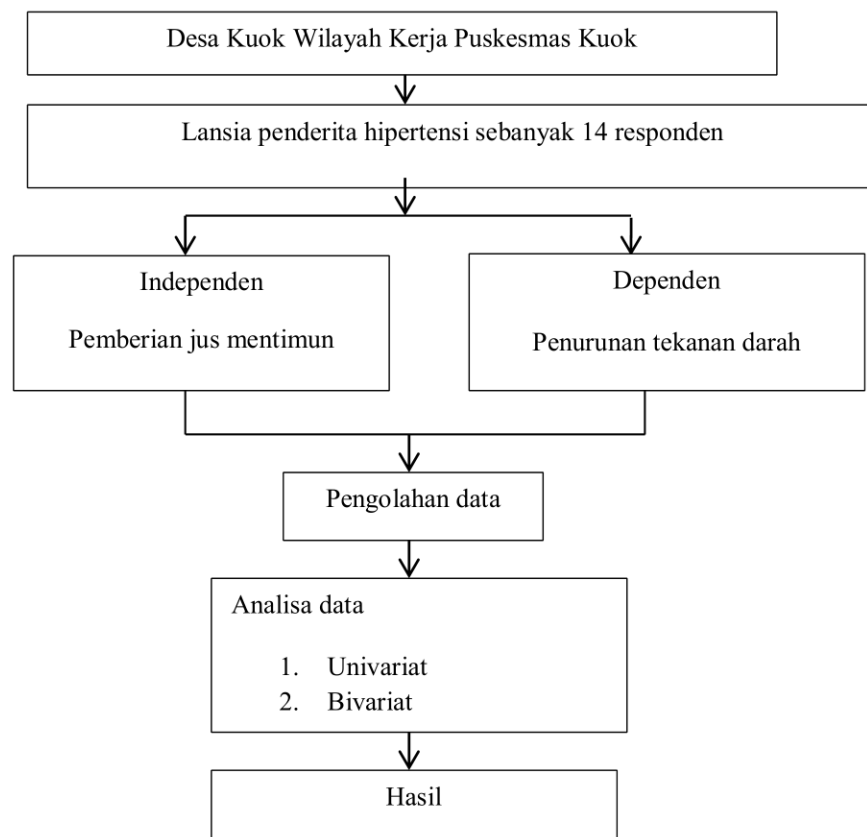 Desa Kuok Wilayah Kerja Puskesmas Kuok
Lansia penderita hipertensi sebanyak 14 responden
Independen
Pemberian jus mentimun
Dependen
Penurunan tekanan darah
Pengolahan data
Analisa data
1. Univariat
2. Bivariat
Hasil